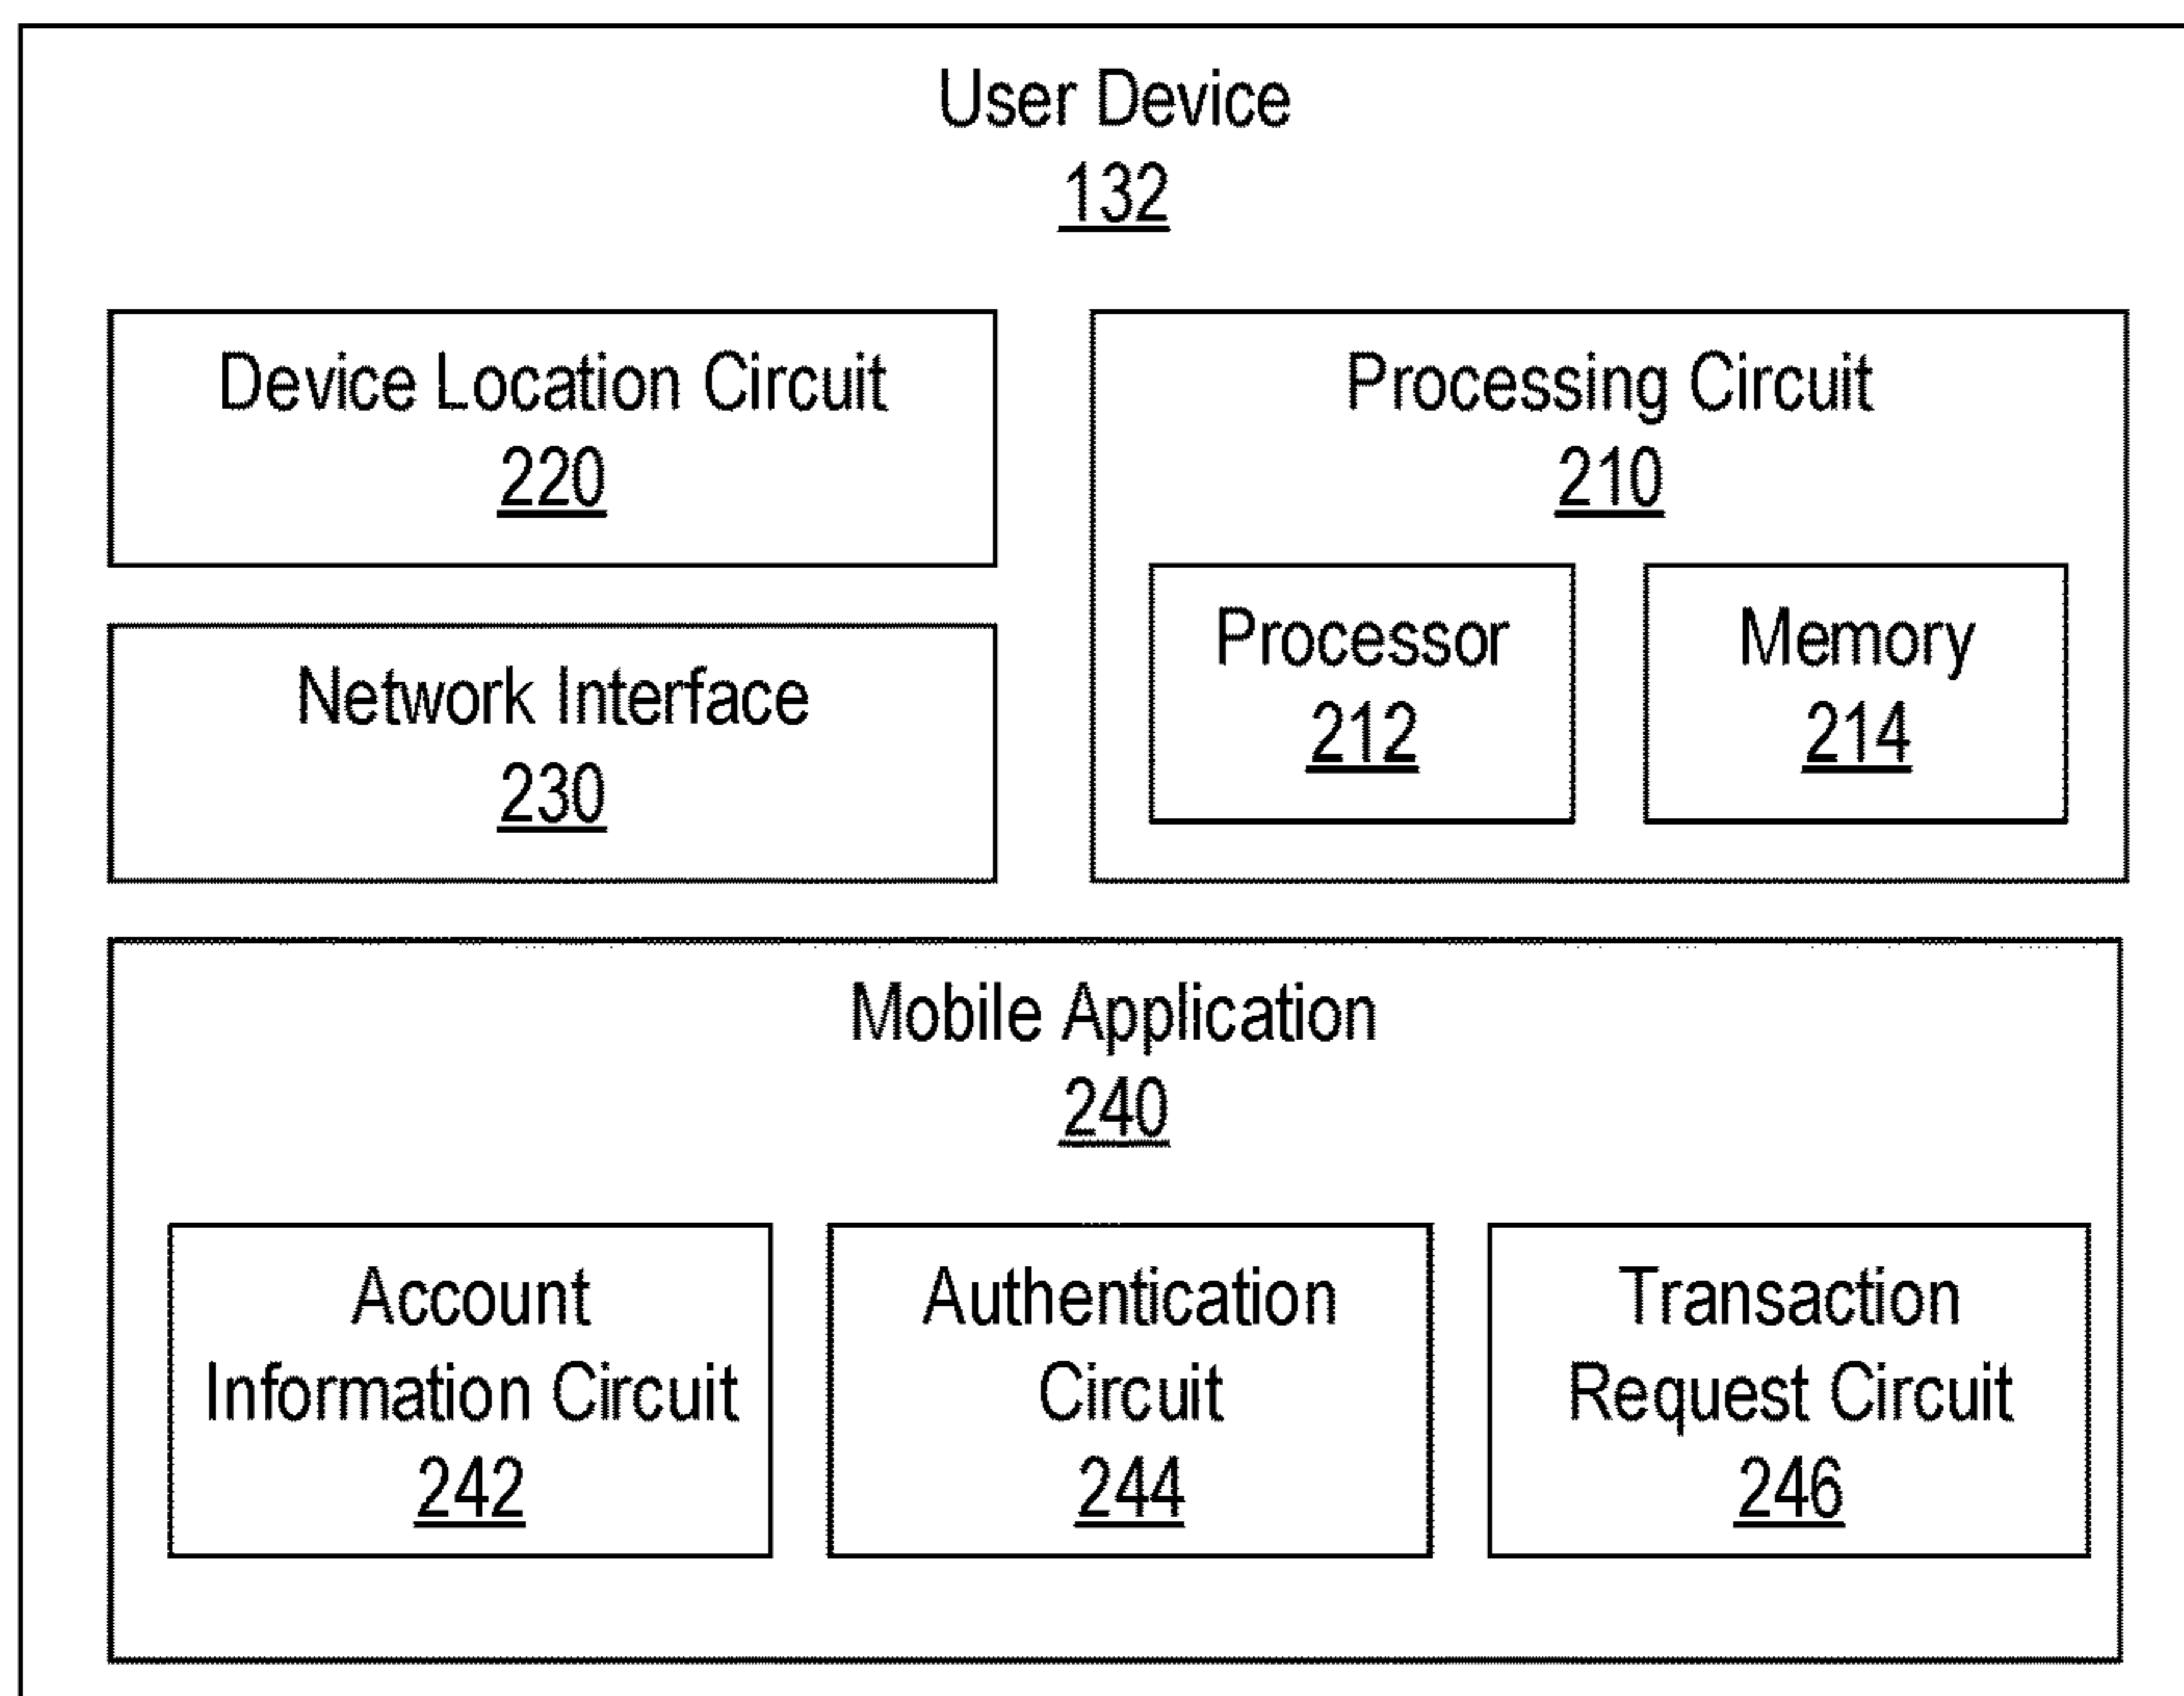 User Device
132
Device Location Circuit
220
Network Interface
230
Processing Circuit
210
Processor
212
Memory
214
Mobile Application
240
Account
Information Circuit
242
Authentication
Circuit
244
Transaction
Request Circuit
246